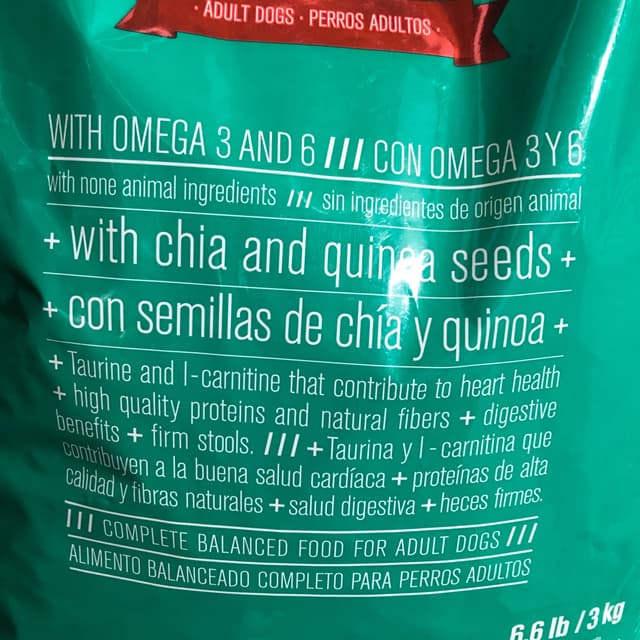 · ADULT DOGS · PERROS ADULTOS ·
WITH OMEGA 3 AND 6 /// CON OMEGA 3 Y 6
with none animal ingredients /// sin ingredientes de origen animal
+ with chia and quinoa seeds +
+ con semillas de chía y quinoa +
+ Taurine and l-carnitine that contribute to heart health
+ high quality proteins and natural fibers + digestive
benefits + firm stools. /// + Taurina y l - carnitina que
contribuyen a la buena salud cardíaca + proteínas de alta
calidad y fibras naturales + salud digestiva + heces firmes.
/// COMPLETE BALANCED FOOD FOR ADULT DOGS ///
ALIMENTO BALANCEADO COMPLETO PARA PERROS ADULTOS
6.6 lb / 3 kg